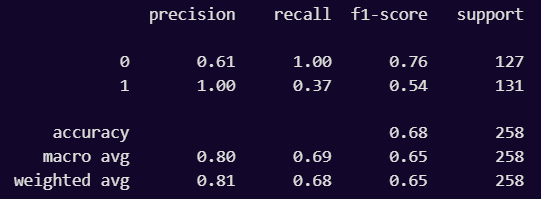 precision recall f1-score support
0 0.61 1.00 0.76 127
1 1.00 0.37 0.54 131
accuracy 0.68 258
macro avg 0.80 0.69 0.65 258
weighted avg 0.81 0.68 0.65 258